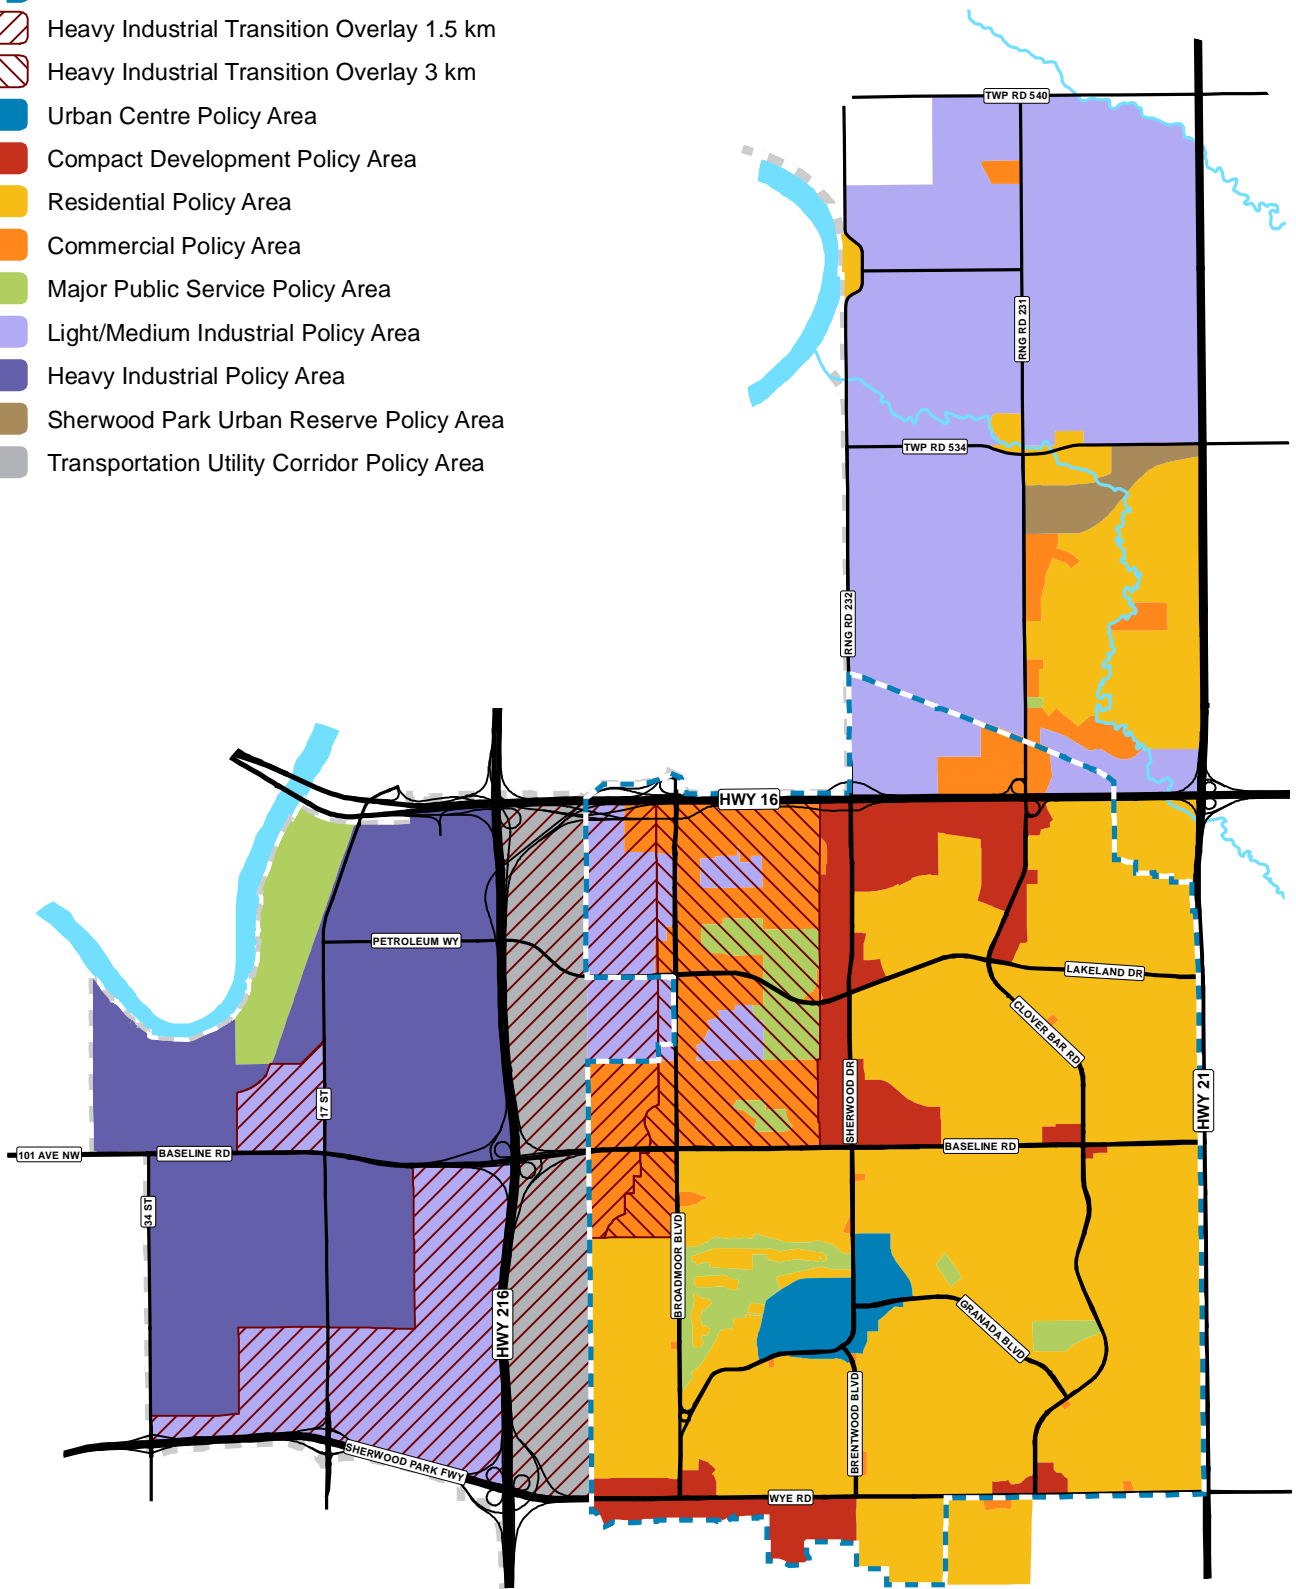 Heavy Industrial Transition Overlay 1.5 km
Heavy Industrial Transition Overlay 3 km
Urban Centre Policy Area
Compact Development Policy Area
Residential Policy Area
Commercial Policy Area
Major Public Service Policy Area
Light/Medium Industrial Policy Area
Heavy Industrial Policy Area
Sherwood Park Urban Reserve Policy Area
Transportation Utility Corridor Policy Area
TWP RD 540
RNG RD 231
TWP RD 534
RNG RD 232
HWY 16
PETROLEUM WY
LAKELAND DR
CLOVER BAR RD
HWY 21
17 ST
SHERWOOD DR
101 AVE NW
BASELINE RD
BASELINE RD
34 ST
BROADMOOR BLVD
HWY 216
GRANADA BLVD
BRENTWOOD BLVD
SHERWOOD PARK FWY
WYE RD